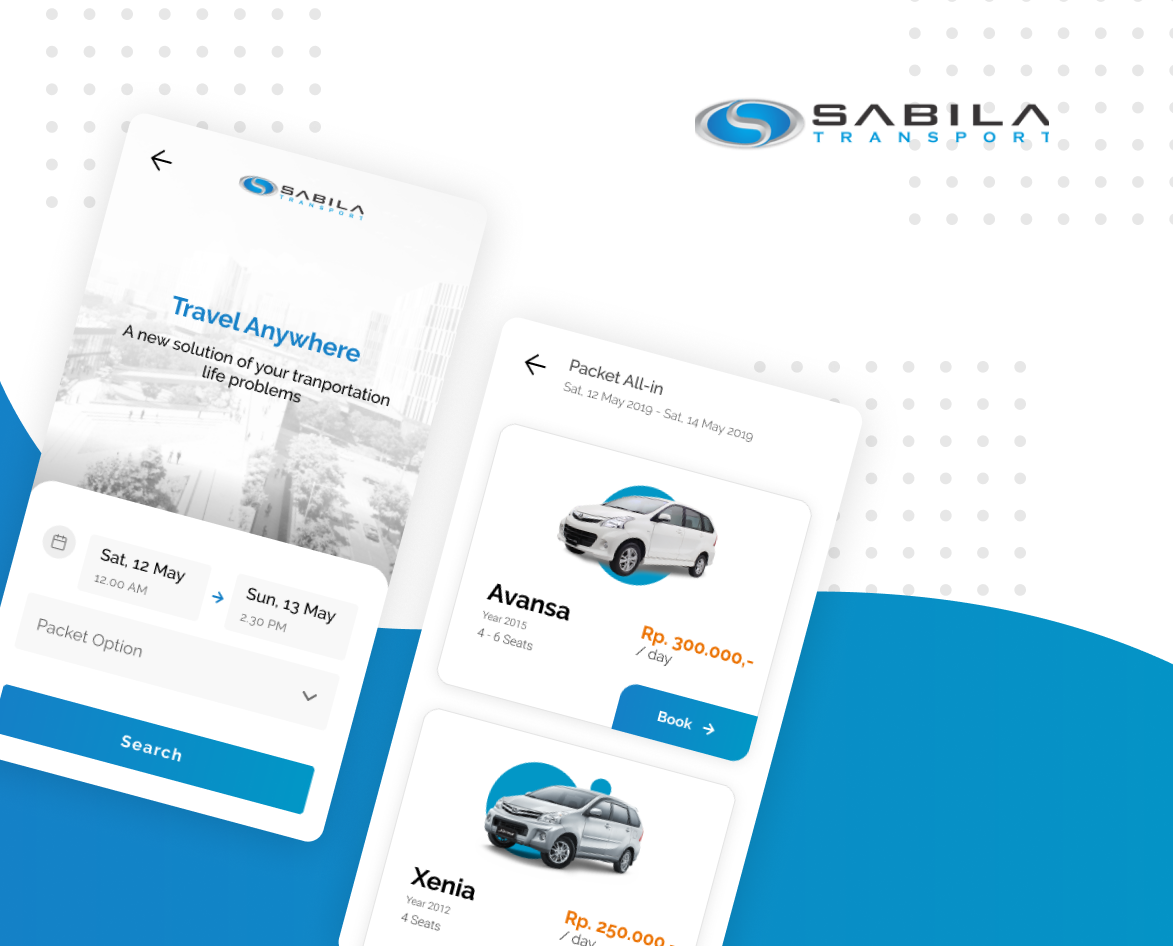 SABILA
TRANSPORT
SABILA
TRANSPORT
Travel Anywhere
A new solution of your tranportation
life problems
Sat, 12 May
12.00 AM
Sun, 13 May
2.30 PM
Packet Option
Search
Packet All-in
Sat, 12 May 2019 - Sat, 14 May 2019
Avansa
Year 2015
4 - 6 Seats
Rp. 300.000,-
/ day
Book
Xenia
Year 2012
4 Seats
Rp. 250.000,-
/ day